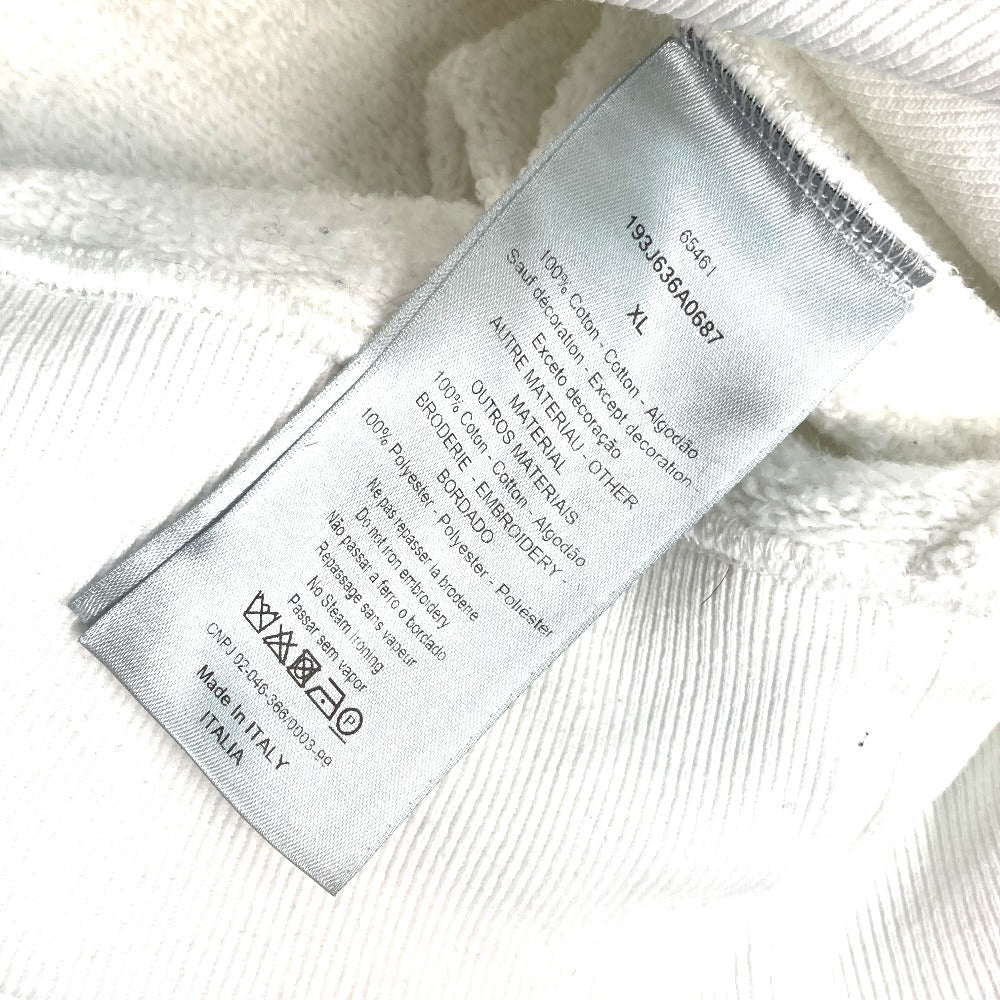 65461
193J636A0687
XL
100% Coton - Cotton - Algodão
Sauf décoration - Except decoration -
Exceto decoração
AUTRE MATERIAU - OTHER
MATERIAL
OUTROS MATERIAIS
100% Coton - Cotton - Algodão
BRODERIE - EMBROIDERY -
BORDADO
100% Polyester - Polyester - Poliéster
Ne pas repasser la broderie
Do not iron embroidery
Não passar a ferro o bordado
Repassage sans vapeur
No Steam Ironing
Passar sem vapor
P
CNPJ 02-046-366/0003-99
Made In ITALY
ITALIA